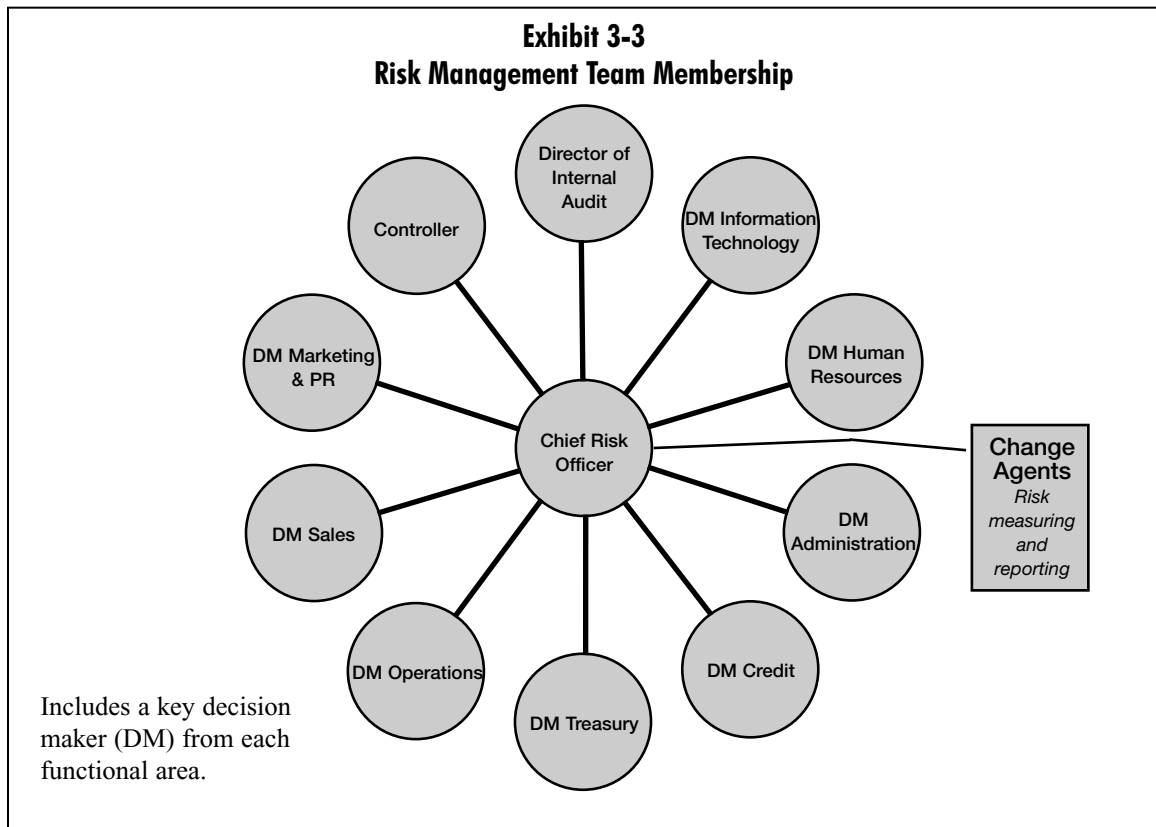 Exhibit 3-3
Risk Management Team Membership
Director of
Internal
Audit
Controller
DM Information
Technology
DM Marketing
& PR
DM Human
Resources
Chief Risk
Officer
Change
Agents
Risk
measuring
and
reporting
DM Sales
DM
Administration
DM Operations
DM Credit
DM Treasury
Includes a key decision
maker (DM) from each
functional area.